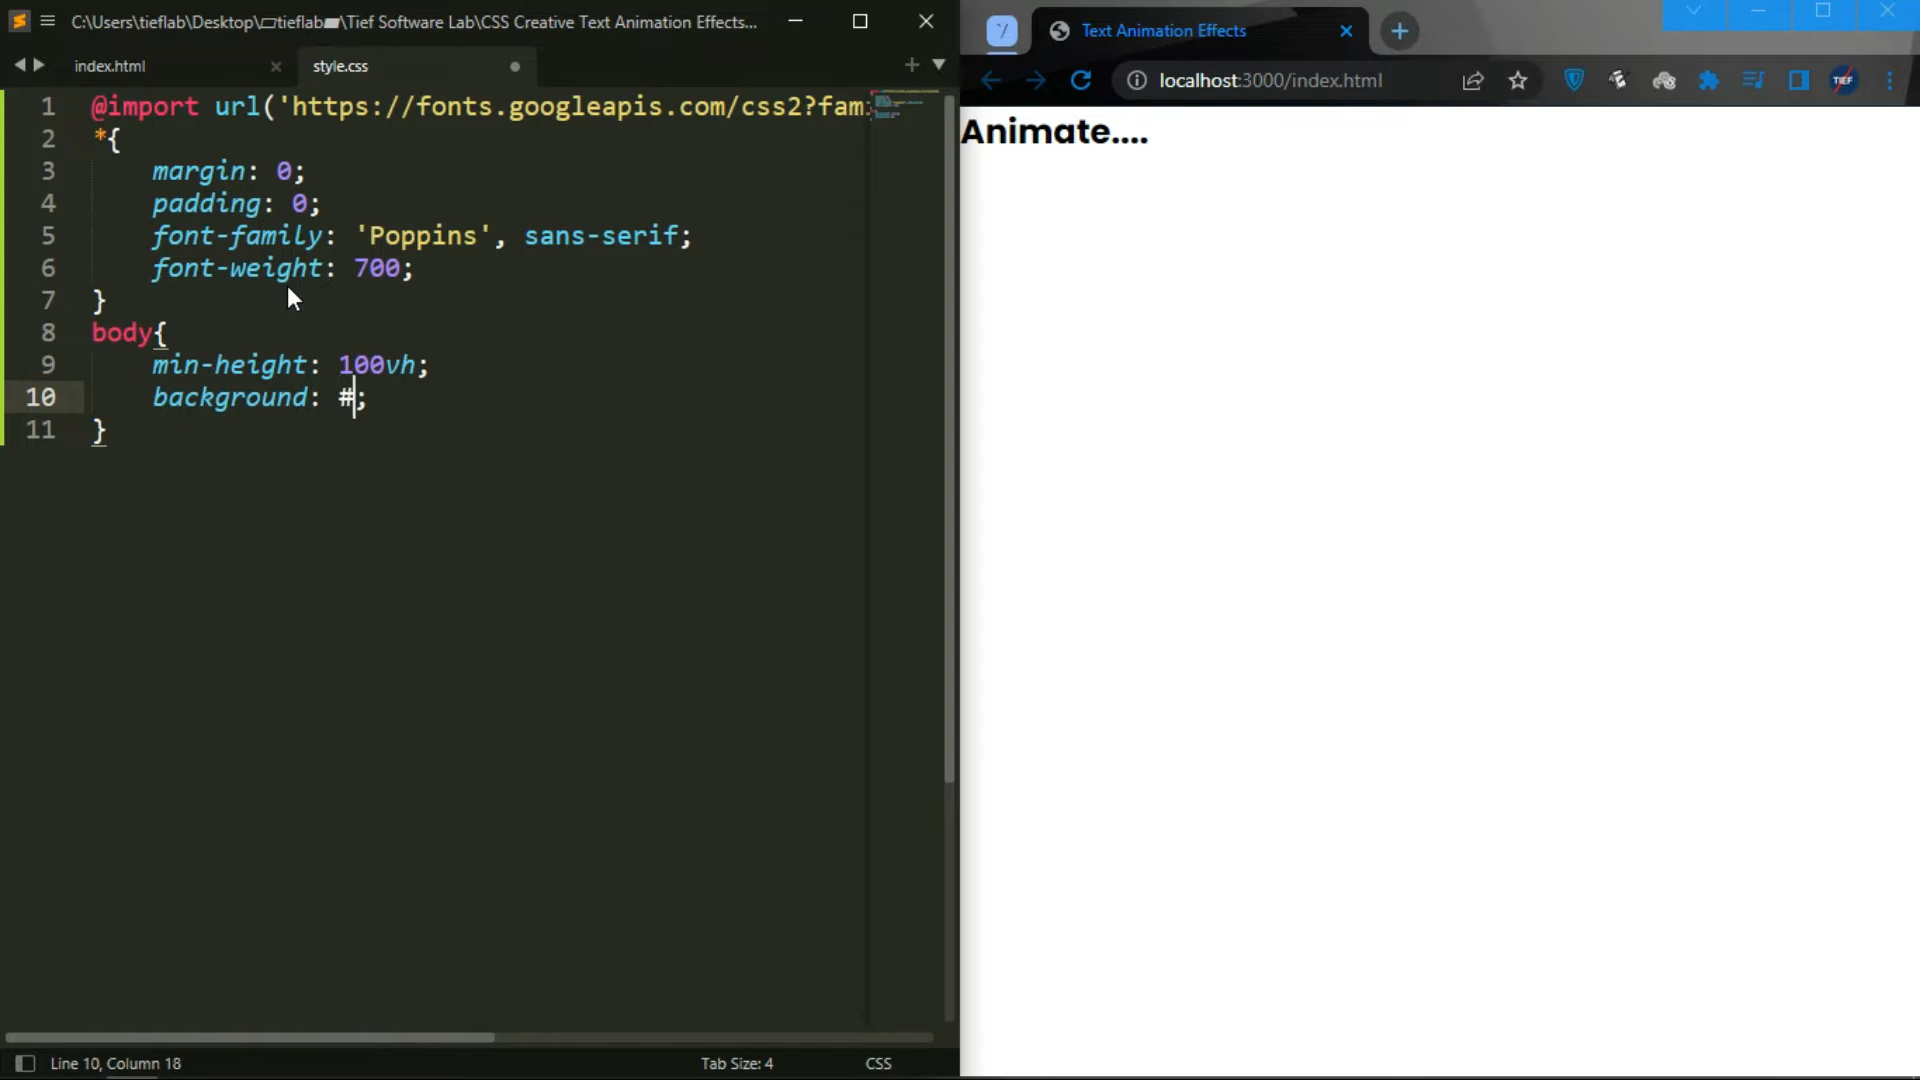 C:\Users\tieflab\Desktop\▭tieflab▰\Tief Software Lab\CSS Creative Text Animation Effects...
index.html
style.css
1 @import url('https://fonts.googleapis.com/css2?fam
2 *{
3 margin: 0;
4 padding: 0;
5 font-family: 'Poppins', sans-serif;
6 font-weight: 700;
7 }
8 body{
9 min-height: 100vh;
10 background: #;
11 }
Line 10, Column 18
Tab Size: 4
CSS
Text Animation Effects
localhost:3000/index.html
TIEF
Animate....